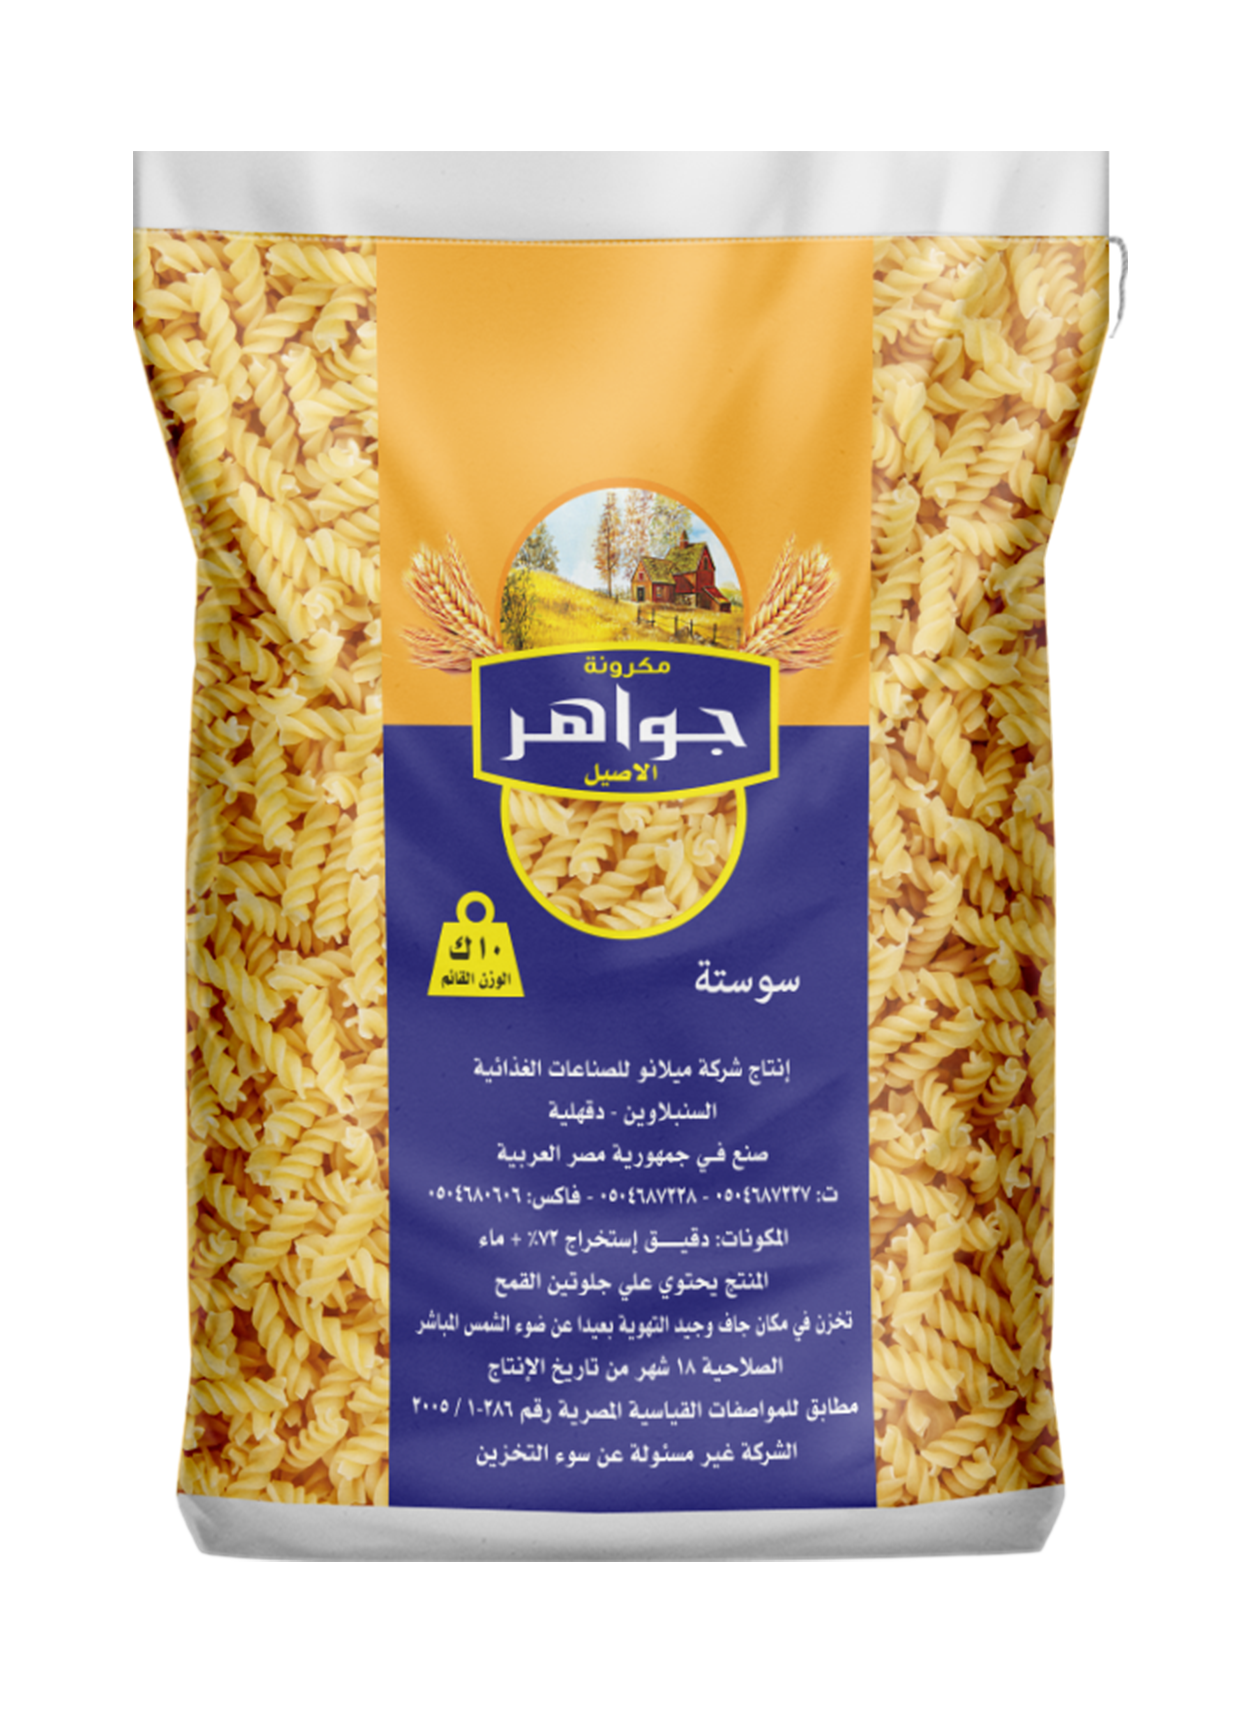 مكرونة
جواهر
الاصيل
١٠ ك
الوزن القائم
سوستة
إنتاج شركة ميلانو للصناعات الغذائية
السنبلاوين - دقهلية
صنع في جمهورية مصر العربية
ت: ٠٥٠٤٦٨٧٢٢٧ - ٠٥٠٤٦٨٧٢٢٨ - فاكس: ٠٥٠٤٦٨٠٦٠٦
المكونات: دقيـــق إستخراج ٧٢٪ + ماء
المنتج يحتوي علي جلوتين القمح
تخزن في مكان جاف وجيد التهوية بعيدا عن ضوء الشمس المباشر
الصلاحية ١٨ شهر من تاريخ الإنتاج
مطابق للمواصفات القياسية المصرية رقم ٢٨٦-١ / ٢٠٠٥
الشركة غير مسئولة عن سوء التخزين